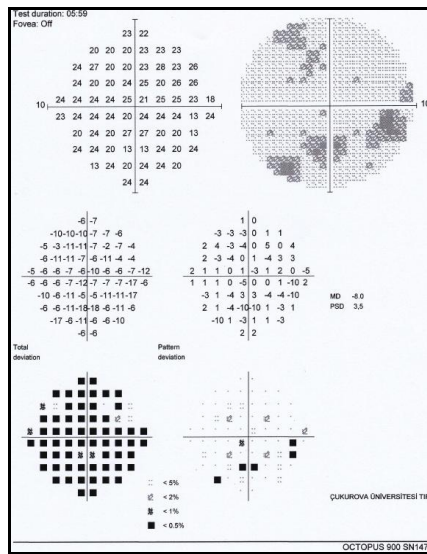 Test duration: 05:59
Fovea: Off
23 22
20 20 20 23 23 23
24 27 20 20 23 28 23 26
24 20 20 24 25 20 26 26
10 24 24 24 24 25 21 25 25 23 18 10
23 24 24 24 20 24 24 24 13 24
20 24 20 27 27 20 20 13
24 24 20 13 13 24 20 24
13 24 20 24 24 20
24 24
-6 -7
-10 -10 -10 -7 -7 -6
-5 -3 -11 -11 -7 -2 -7 -4
-6 -6 -11 -7 -6 -11 -4 -4
-5 -6 -6 -6 -7 -6 -10 -6 -6 -7 -12
-6 -6 -6 -7 -12 -7 -7 -7 -17 -6
-10 -6 -11 -5 -5 -11 -11 -17
-6 -6 -11 -18 -18 -6 -11 -6
-17 -6 -11 -6 -6 -10
-6 -6
1 0
-3 -3 -3 0 1 1
2 4 -3 -4 0 5 0 4
2 -3 -4 0 1 -4 3 3
2 1 1 0 1 -3 1 2 0 -5
1 1 1 0 -5 0 0 1 -10 2
-3 1 -4 3 3 -4 -4 -10
2 1 -4 -10 -10 1 -3 1
-10 1 -3 1 1 -3
2 2
MD -8.0
PSD 3,5
Total deviation
Pattern deviation
< 5%
< 2%
< 1%
< 0.5%
ÇUKUROVA ÜNİVERSİTESİ TI
OCTOPUS 900 SN147